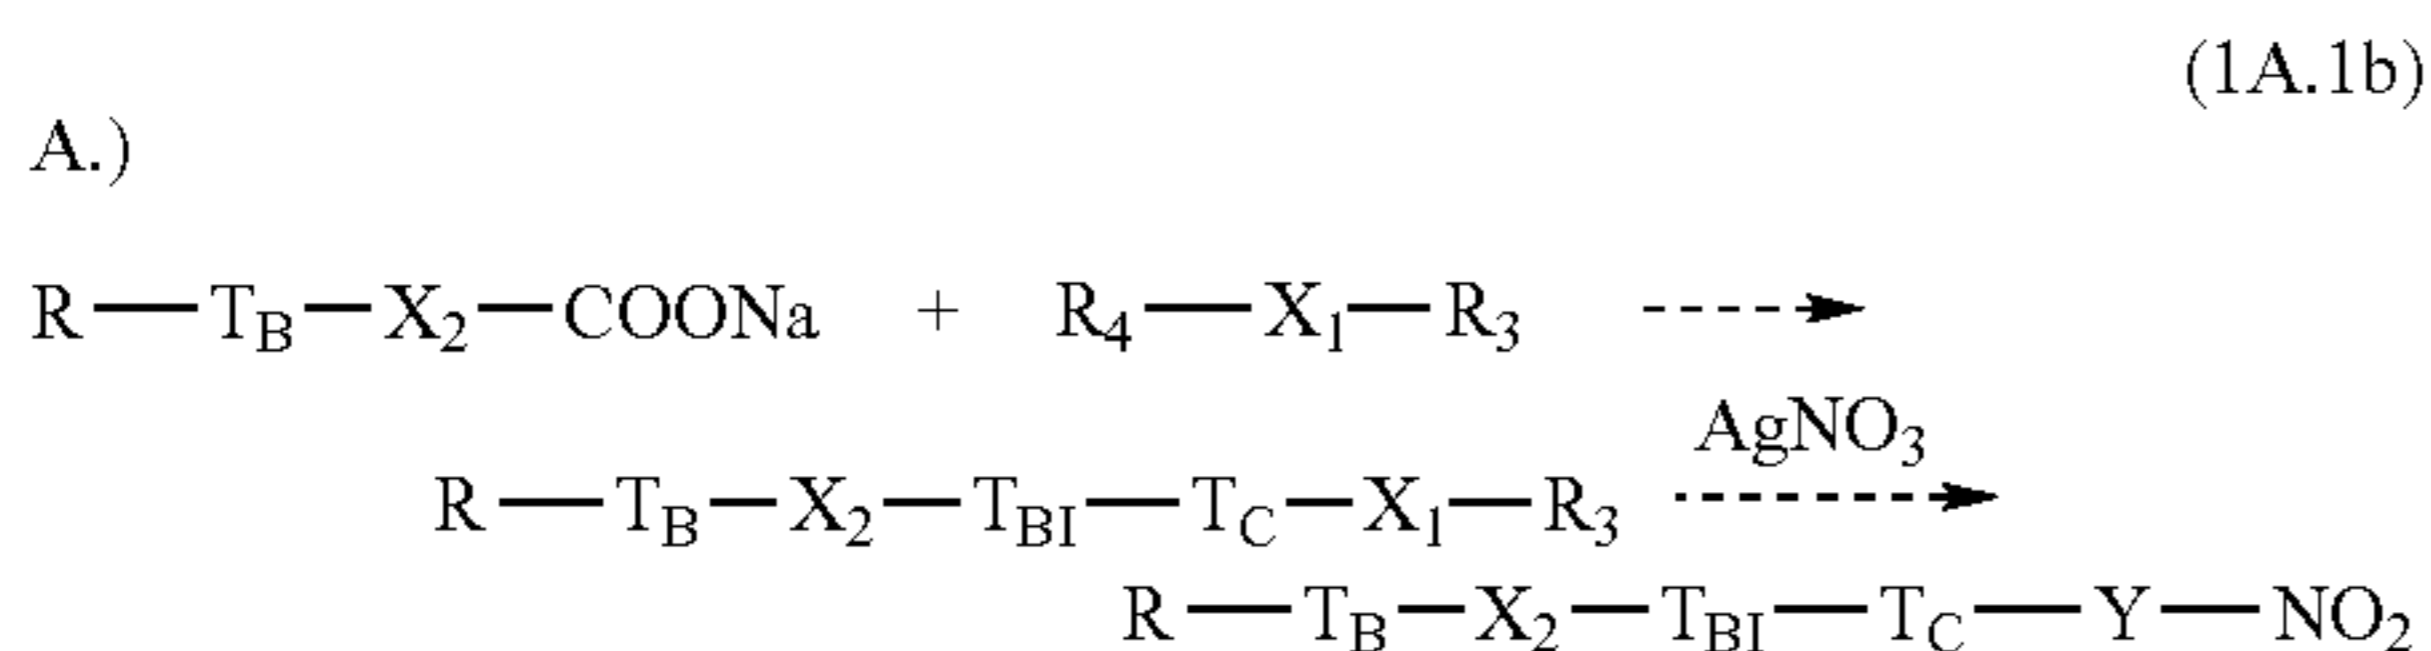 (1A.1b)
A.)
R—T_B—X_2—COONa + R_4—X_1—R_3 ⇢
R—T_B—X_2—T_BI—T_C—X_1—R_3 AgNO_3 ⇢
R—T_B—X_2—T_BI—T_C—Y—NO_2